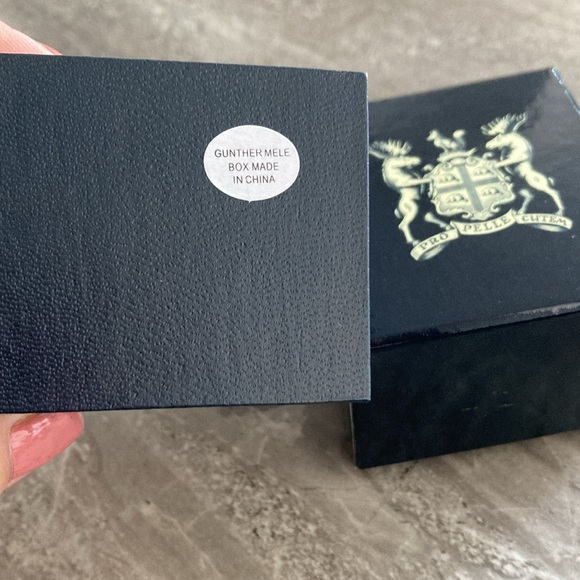 GUNTHER MELE
BOX MADE
IN CHINA
PRO PELLE CUTEM